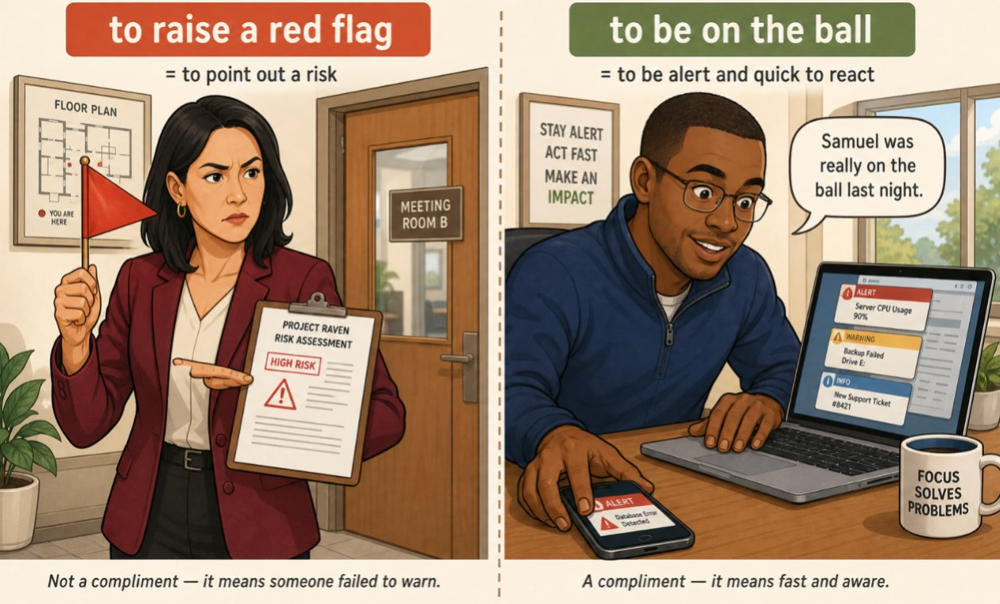 to raise a red flag
= to point out a risk
FLOOR PLAN
YOU ARE
HERE
MEETING
ROOM B
PROJECT RAVEN
RISK ASSESSMENT
HIGH RISK
!
Not a compliment — it means someone failed to warn.
to be on the ball
= to be alert and quick to react
STAY ALERT
ACT FAST
MAKE AN
IMPACT
Samuel was
really on the
ball last night.
ALERT
Server CPU Usage
90%
WARNING
Backup Failed
Drive E:
INFO
New Support Ticket
#8421
ALERT
Database Error
Detected
FOCUS
SOLVES
PROBLEMS
A compliment — it means fast and aware.